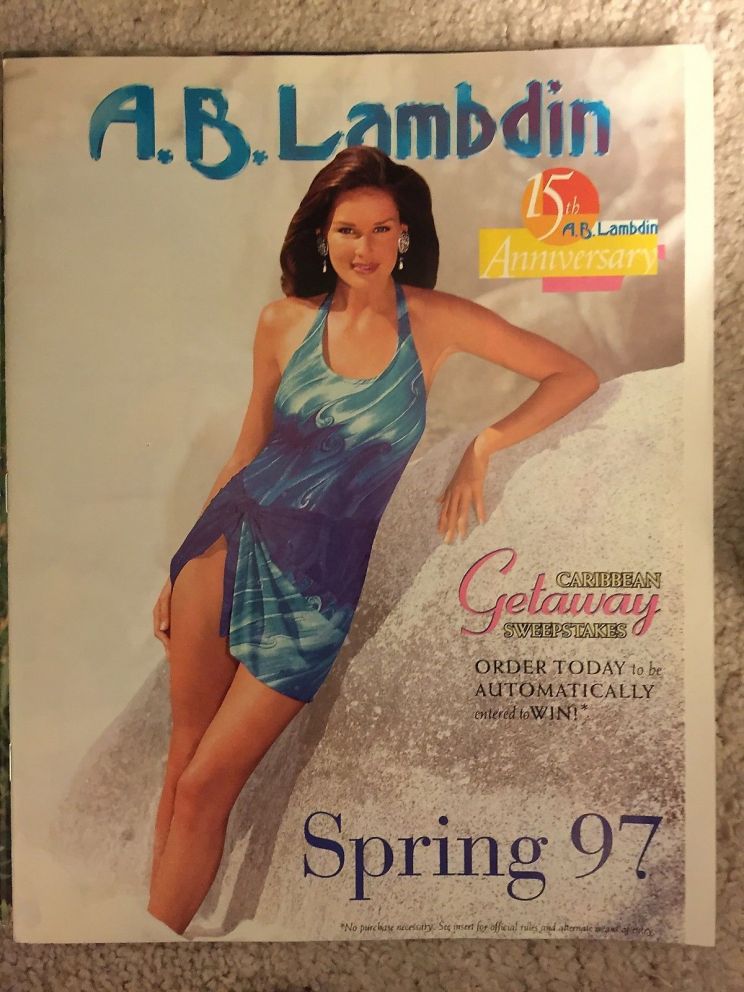 A.B. Lambdin
15th
A.B. Lambdin
Anniversary
CARIBBEAN
Getaway
SWEEPSTAKES
ORDER TODAY to be
AUTOMATICALLY
entered to WIN!*
Spring 97
*No purchase necessary. See insert for official rules and alternate means of entry.